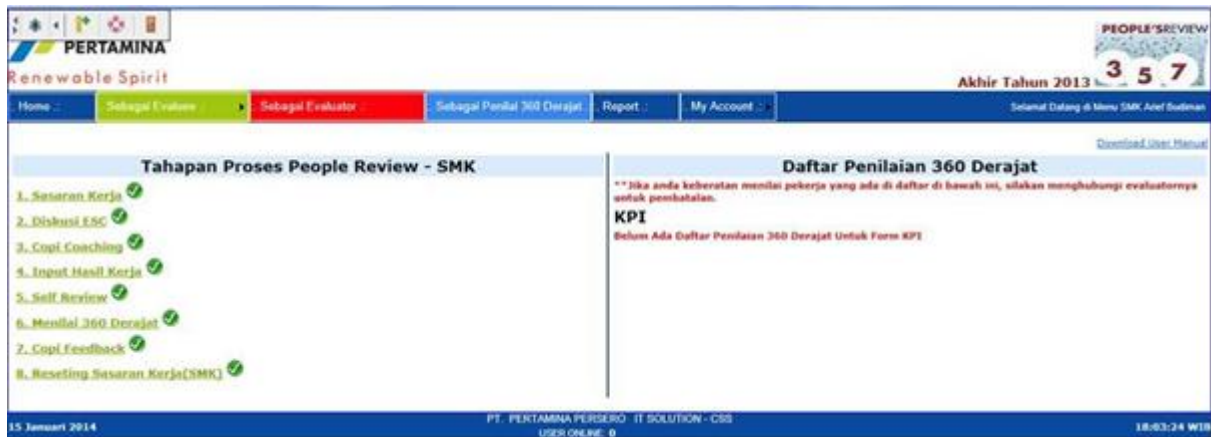 PERTAMINA
Renewable Spirit
PEOPLE'SREVIEW
3 5 7
Akhir Tahun 2013
Home .:
Sebagai Evaluee .:
Sebagai Evaluator .:
Sebagai Penilai 360 Derajat
Report .:
My Account .:
Selamat Datang di Menu SMK Arief Budiman
Download User Manual
Tahapan Proses People Review - SMK
1. Sasaran Kerja
2. Diskusi ESC
3. Copi Coaching
4. Input Hasil Kerja
5. Self Review
6. Menilai 360 Derajat
7. Copi Feedback
8. Reseting Sasaran Kerja(SMK)
Daftar Penilaian 360 Derajat
**Jika anda keberatan menilai pekerja yang ada di daftar di bawah ini, silakan menghubungi evaluatornya
untuk pembatalan.
KPI
Belum Ada Daftar Penilaian 360 Derajat Untuk Form KPI
15 Januari 2014
PT. PERTAMINA PERSERO IT SOLUTION - CSS
USER ONLINE: 0
18:03:24 WIB